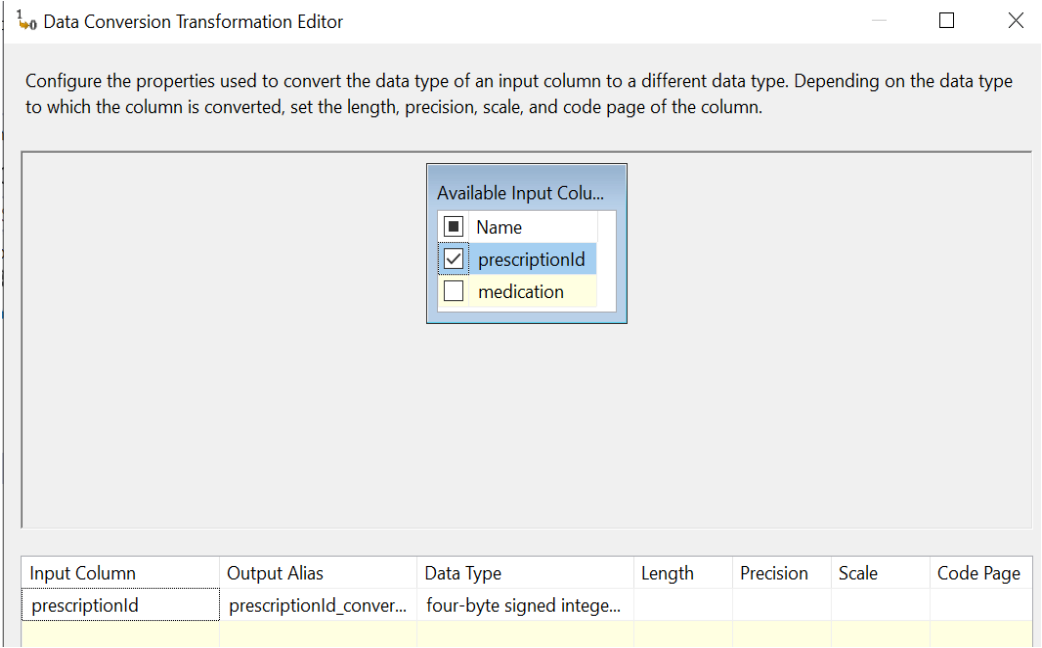 Data Conversion Transformation Editor
Configure the properties used to convert the data type of an input column to a different data type. Depending on the data type
to which the column is converted, set the length, precision, scale, and code page of the column.
Available Input Colu...
Name
prescriptionId
medication
Input Column Output Alias Data Type Length Precision Scale Code Page
prescriptionId prescriptionId_conver... four-byte signed intege...